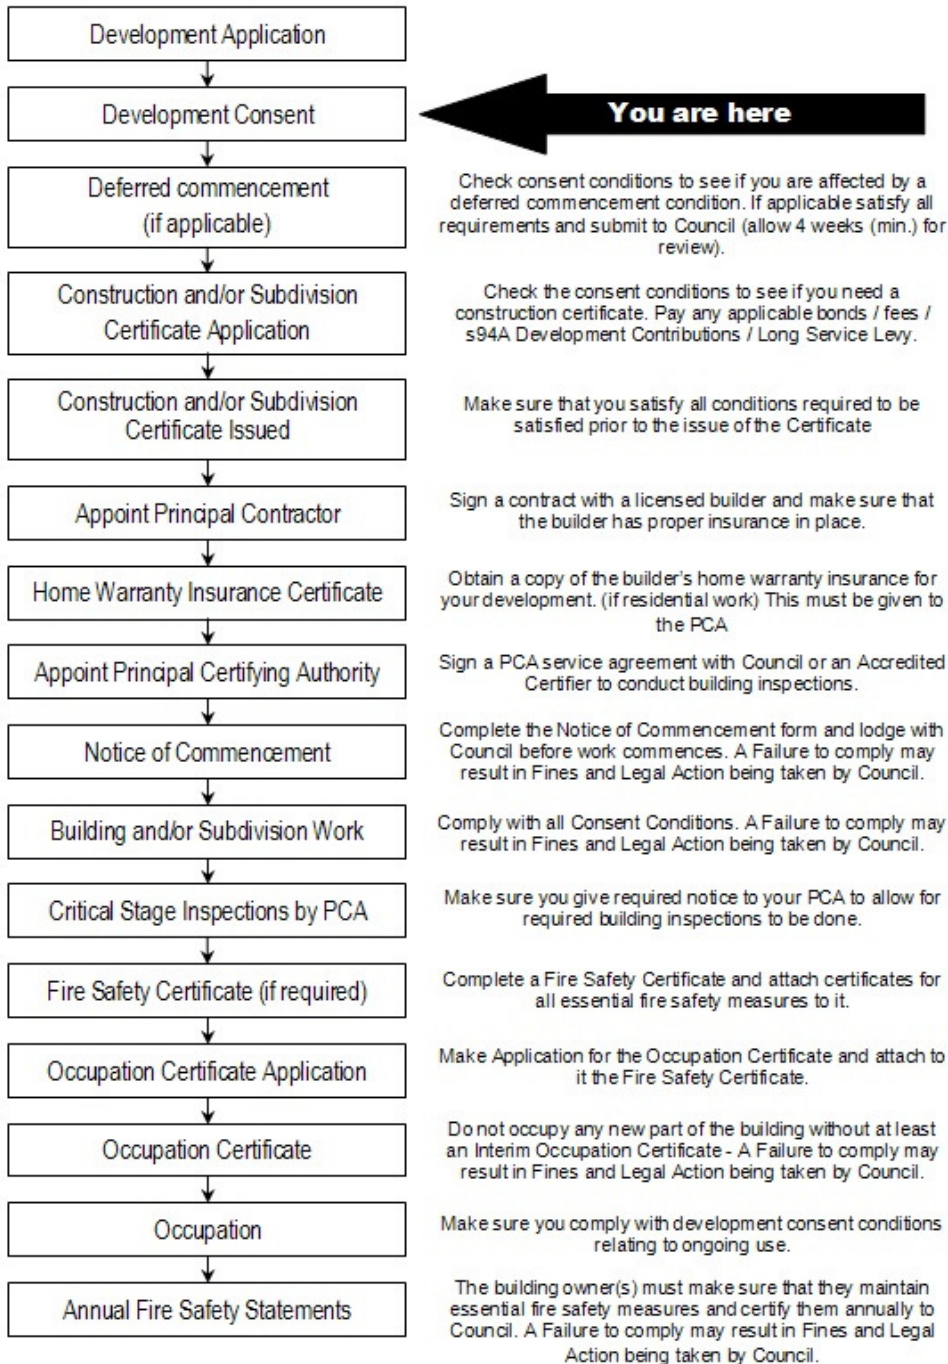 Development Application
Development Consent
You are here
Deferred commencement
(if applicable)
Check consent conditions to see if you are affected by a
deferred commencement condition. If applicable satisfy all
requirements and submit to Council (allow 4 weeks (min.) for
review).
Construction and/or Subdivision
Certificate Application
Check the consent conditions to see if you need a
construction certificate. Pay any applicable bonds / fees /
s94A Development Contributions / Long Service Levy.
Construction and/or Subdivision
Certificate Issued
Make sure that you satisfy all conditions required to be
satisfied prior to the issue of the Certificate
Appoint Principal Contractor
Sign a contract with a licensed builder and make sure that
the builder has proper insurance in place.
Home Warranty Insurance Certificate
Obtain a copy of the builder's home warranty insurance for
your development. (if residential work) This must be given to
the PCA
Appoint Principal Certifying Authority
Sign a PCA service agreement with Council or an Accredited
Certifier to conduct building inspections.
Notice of Commencement
Complete the Notice of Commencement form and lodge with
Council before work commences. A Failure to comply may
result in Fines and Legal Action being taken by Council.
Building and/or Subdivision Work
Comply with all Consent Conditions. A Failure to comply may
result in Fines and Legal Action being taken by Council.
Critical Stage Inspections by PCA
Make sure you give required notice to your PCA to allow for
required building inspections to be done.
Fire Safety Certificate (if required)
Complete a Fire Safety Certificate and attach certificates for
all essential fire safety measures to it.
Occupation Certificate Application
Make Application for the Occupation Certificate and attach to
it the Fire Safety Certificate.
Occupation Certificate
Do not occupy any new part of the building without at least
an Interim Occupation Certificate - A Failure to comply may
result in Fines and Legal Action being taken by Council.
Occupation
Make sure you comply with development consent conditions
relating to ongoing use.
Annual Fire Safety Statements
The building owner(s) must make sure that they maintain
essential fire safety measures and certify them annually to
Council. A Failure to comply may result in Fines and Legal
Action being taken by Council.